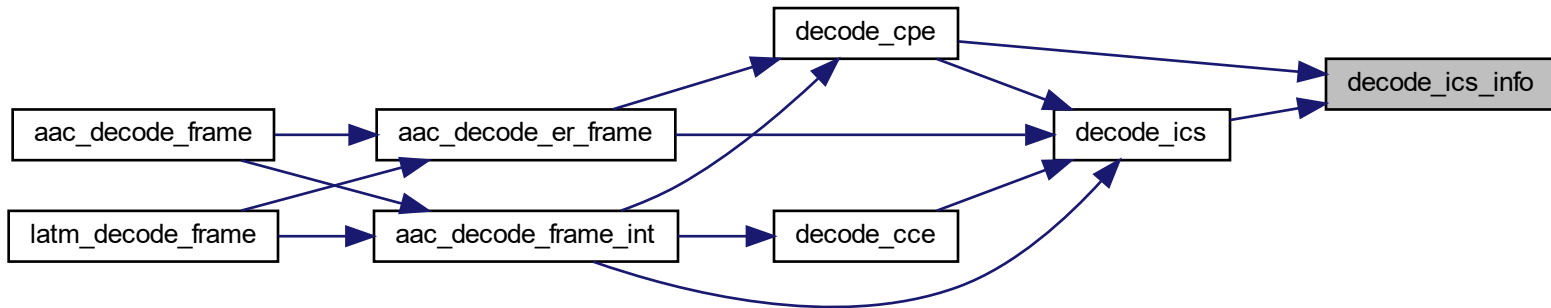 decode_cpe
decode_ics_info
aac_decode_frame
aac_decode_er_frame
decode_ics
latm_decode_frame
aac_decode_frame_int
decode_cce